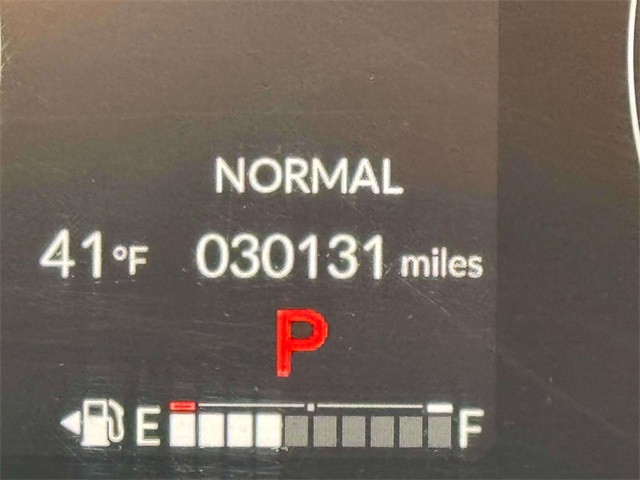 NORMAL
41°F 030131 miles
P
E F